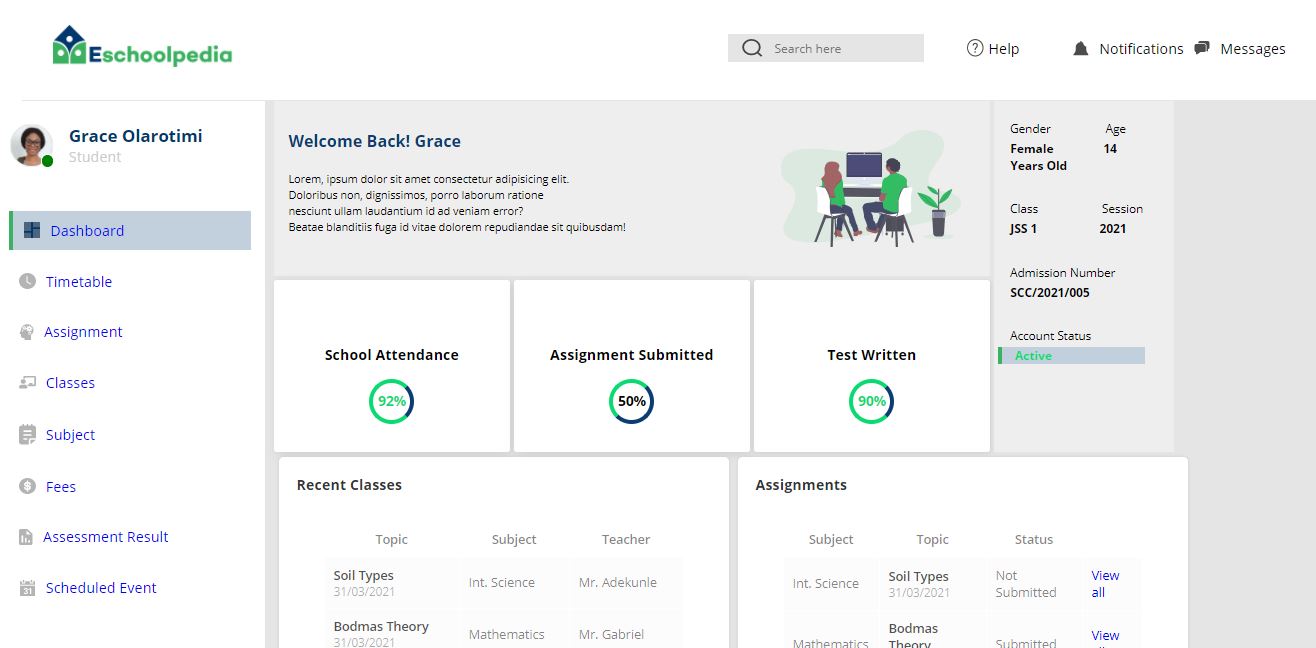 Eschoolpedia
Search here
Help
Notifications
Messages
Grace Olarotimi
Student
Dashboard
Timetable
Assignment
Classes
Subject
Fees
Assessment Result
31
Scheduled Event
Welcome Back! Grace
Lorem, ipsum dolor sit amet consectetur adipisicing elit.
Doloribus non, dignissimos, porro laborum ratione
nesciunt ullam laudantium id ad veniam error?
Beatae blanditiis fuga id vitae dolorem repudiandae sit quibusdam!
Gender Age
Female 14
Years Old
Class Session
JSS 1 2021
Admission Number
SCC/2021/005
Account Status
Active
School Attendance
92%
Assignment Submitted
50%
Test Written
90%
Recent Classes
Topic Subject Teacher
Soil Types
31/03/2021
Int. Science
Mr. Adekunle
Bodmas Theory
31/03/2021
Mathematics
Mr. Gabriel
Assignments
Subject Topic Status
Int. Science
Soil Types
31/03/2021
Not
Submitted
View
all
Mathematics
Bodmas
Theory
Submitted
View